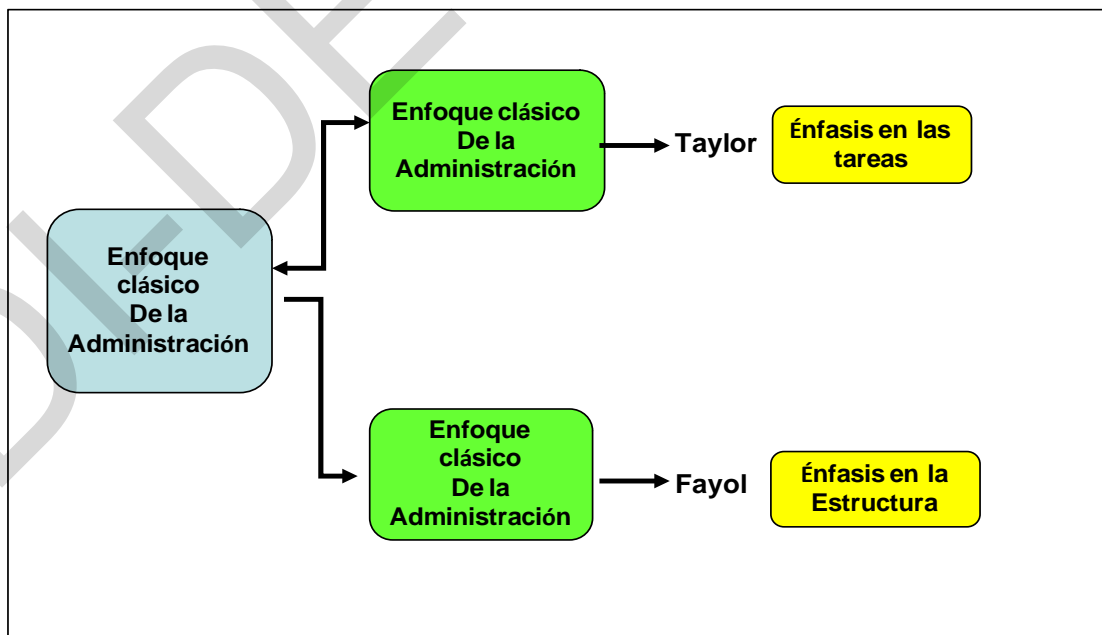 Enfoque clásico
De la
Administración
Taylor
Énfasis en las
tareas
Enfoque
clásico
De la
Administración
Enfoque
clásico
De la
Administración
Fayol
Énfasis en la
Estructura